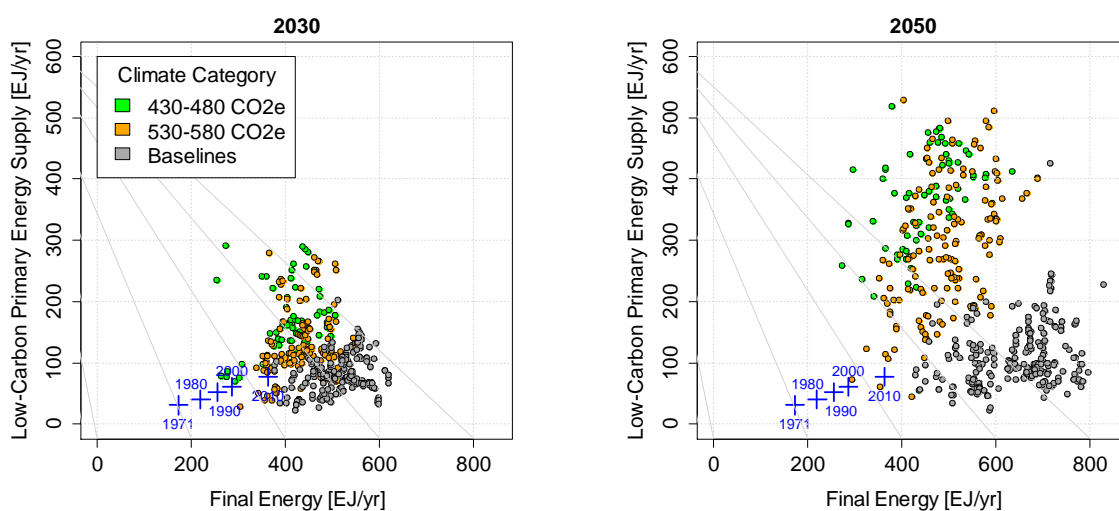 2030
Low-Carbon Primary Energy Supply [EJ/yr]
600
500
400
300
200
100
0
Climate Category
430-480 CO2e
530-580 CO2e
Baselines
1971
1980
1990
2000
2010
0 200 400 600 800
Final Energy [EJ/yr]
2050
Low-Carbon Primary Energy Supply [EJ/yr]
600
500
400
300
200
100
0
1971
1980
1990
2000
2010
0 200 400 600 800
Final Energy [EJ/yr]